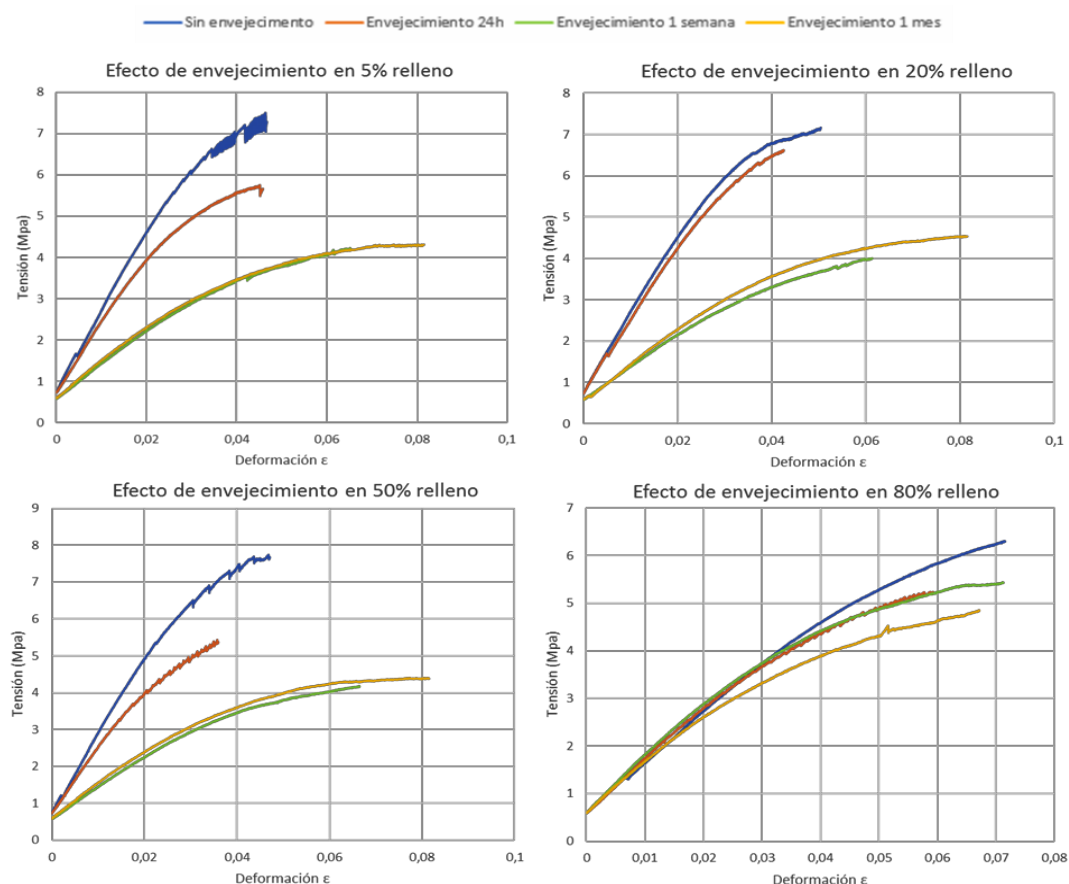 Sin envejecimento Envejecimiento 24h Envejecimiento 1 semana Envejecimiento 1 mes
Efecto de envejecimiento en 5% relleno
8
7
6
5
4
3
2
1
0
Tensión (Mpa)
0 0,02 0,04 0,06 0,08 0,1
Deformación ε
Efecto de envejecimiento en 20% relleno
8
7
6
5
4
3
2
1
0
Tensión (Mpa)
0 0,02 0,04 0,06 0,08 0,1
Deformación ε
Efecto de envejecimiento en 50% relleno
9
8
7
6
5
4
3
2
1
0
Tensión (Mpa)
0 0,02 0,04 0,06 0,08 0,1
Deformación ε
Efecto de envejecimiento en 80% relleno
7
6
5
4
3
2
1
0
Tensión (Mpa)
0 0,01 0,02 0,03 0,04 0,05 0,06 0,07 0,08
Deformación ε